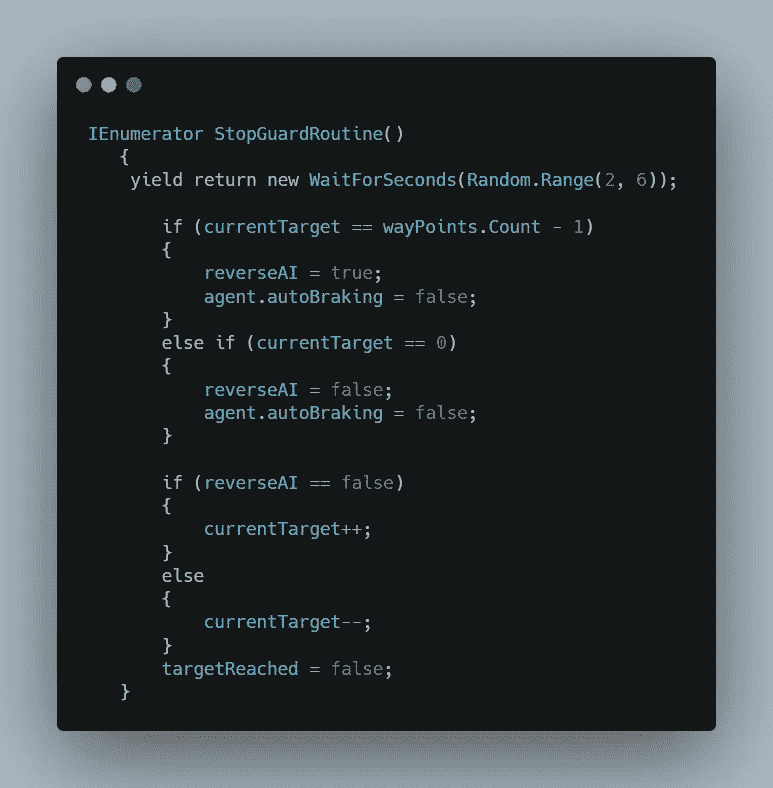 IEnumerator StopGuardRoutine()
{
yield return new WaitForSeconds(Random.Range(2, 6));
if (currentTarget == wayPoints.Count - 1)
{
reverseAI = true;
agent.autoBraking = false;
}
else if (currentTarget == 0)
{
reverseAI = false;
agent.autoBraking = false;
}
if (reverseAI == false)
{
currentTarget++;
}
else
{
currentTarget--;
}
targetReached = false;
}